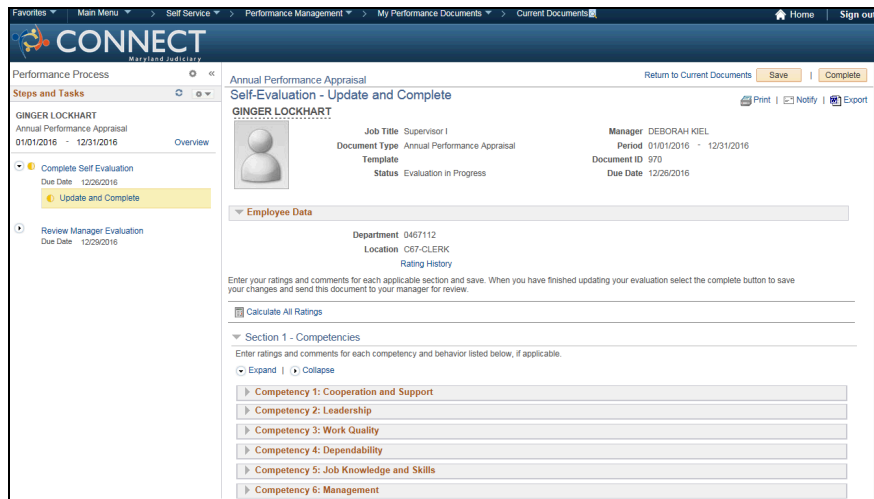 Favorites Main Menu > Self Service > Performance Management > My Performance Documents > Current Documents
Home Sign out
CONNECT
Maryland Judiciary
Performance Process «
Steps and Tasks
GINGER LOCKHART
Annual Performance Appraisal
01/01/2016 - 12/31/2016 Overview
Complete Self Evaluation
Due Date 12/26/2016
Update and Complete
Review Manager Evaluation
Due Date 12/29/2016
Annual Performance Appraisal
Return to Current Documents Save | Complete
Self-Evaluation - Update and Complete
Print | Notify | Export
GINGER LOCKHART
Job Title Supervisor I Manager DEBORAH KIEL
Document Type Annual Performance Appraisal Period 01/01/2016 - 12/31/2016
Template Document ID 970
Status Evaluation in Progress Due Date 12/26/2016
Employee Data
Department 0467112
Location C67-CLERK
Rating History
Enter your ratings and comments for each applicable section and save. When you have finished updating your evaluation select the complete button to save
your changes and send this document to your manager for review.
Calculate All Ratings
Section 1 - Competencies
Enter ratings and comments for each competency and behavior listed below, if applicable.
Expand | Collapse
Competency 1: Cooperation and Support
Competency 2: Leadership
Competency 3: Work Quality
Competency 4: Dependability
Competency 5: Job Knowledge and Skills
Competency 6: Management